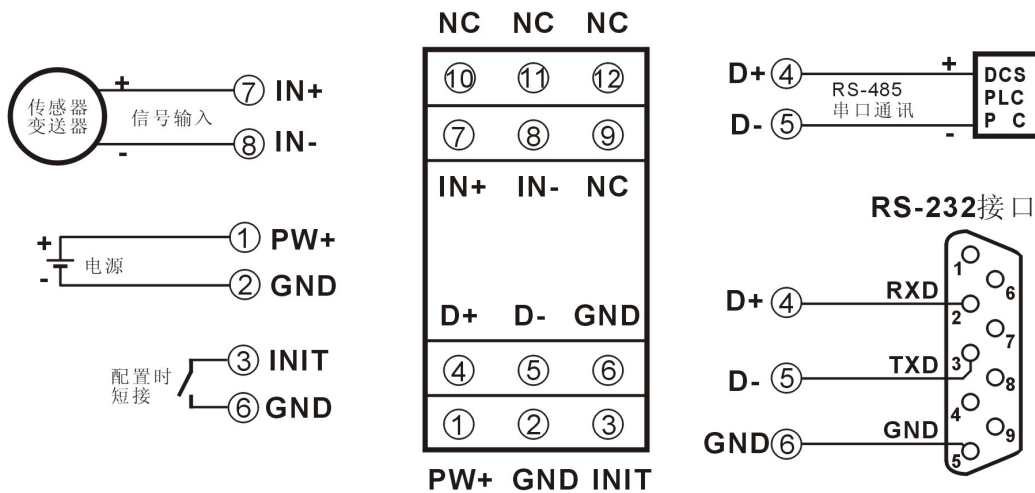 传感器
变送器
+
信号输入
-
⑦ IN+
⑧ IN-
+
-
电源
① PW+
② GND
配置时
短接
③ INIT
⑥ GND
NC NC NC
⑩ ⑪ ⑫
⑦ ⑧ ⑨
IN+ IN- NC
D+ D- GND
④ ⑤ ⑥
① ② ③
PW+ GND INIT
D+ ④
D- ⑤
+
RS-485
串口通讯
-
DCS
PLC
P C
RS-232接口
D+ ④ RXD
D- ⑤ TXD
GND ⑥ GND
1
2
3
4
5
6
7
8
9